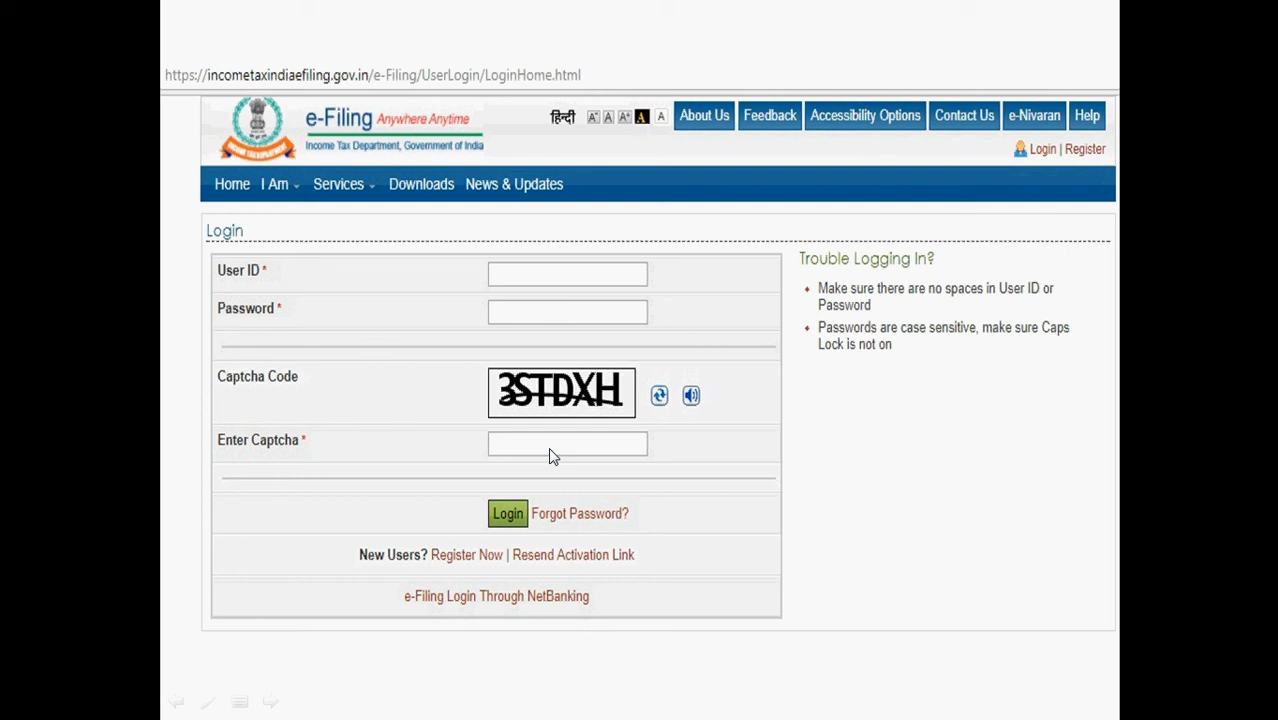 https://incometaxindiaefiling.gov.in/e-Filing/UserLogin/LoginHome.html
e-Filing Anywhere Anytime
Income Tax Department, Government of India
हिन्दी A- A A+ A A About Us Feedback Accessibility Options Contact Us e-Nivaran Help
Login | Register
Home I Am Services Downloads News & Updates
Login
User ID *
Password *
Captcha Code
3STDXH
Enter Captcha *
Login Forgot Password?
New Users? Register Now | Resend Activation Link
e-Filing Login Through NetBanking
Trouble Logging In?
Make sure there are no spaces in User ID or
Password
Passwords are case sensitive, make sure Caps
Lock is not on